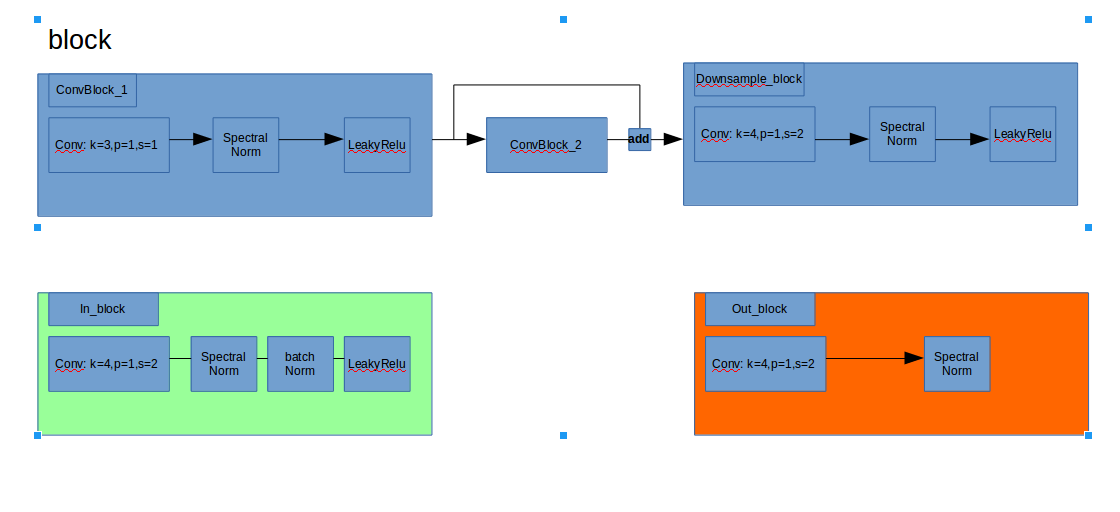 block
ConvBlock_1
Conv: k=3,p=1,s=1
Spectral
Norm
LeakyRelu
ConvBlock_2
add
Downsample_block
Conv: k=4,p=1,s=2
Spectral
Norm
LeakyRelu
In_block
Conv: k=4,p=1,s=2
Spectral
Norm
batch
Norm
LeakyRelu
Out_block
Conv: k=4,p=1,s=2
Spectral
Norm